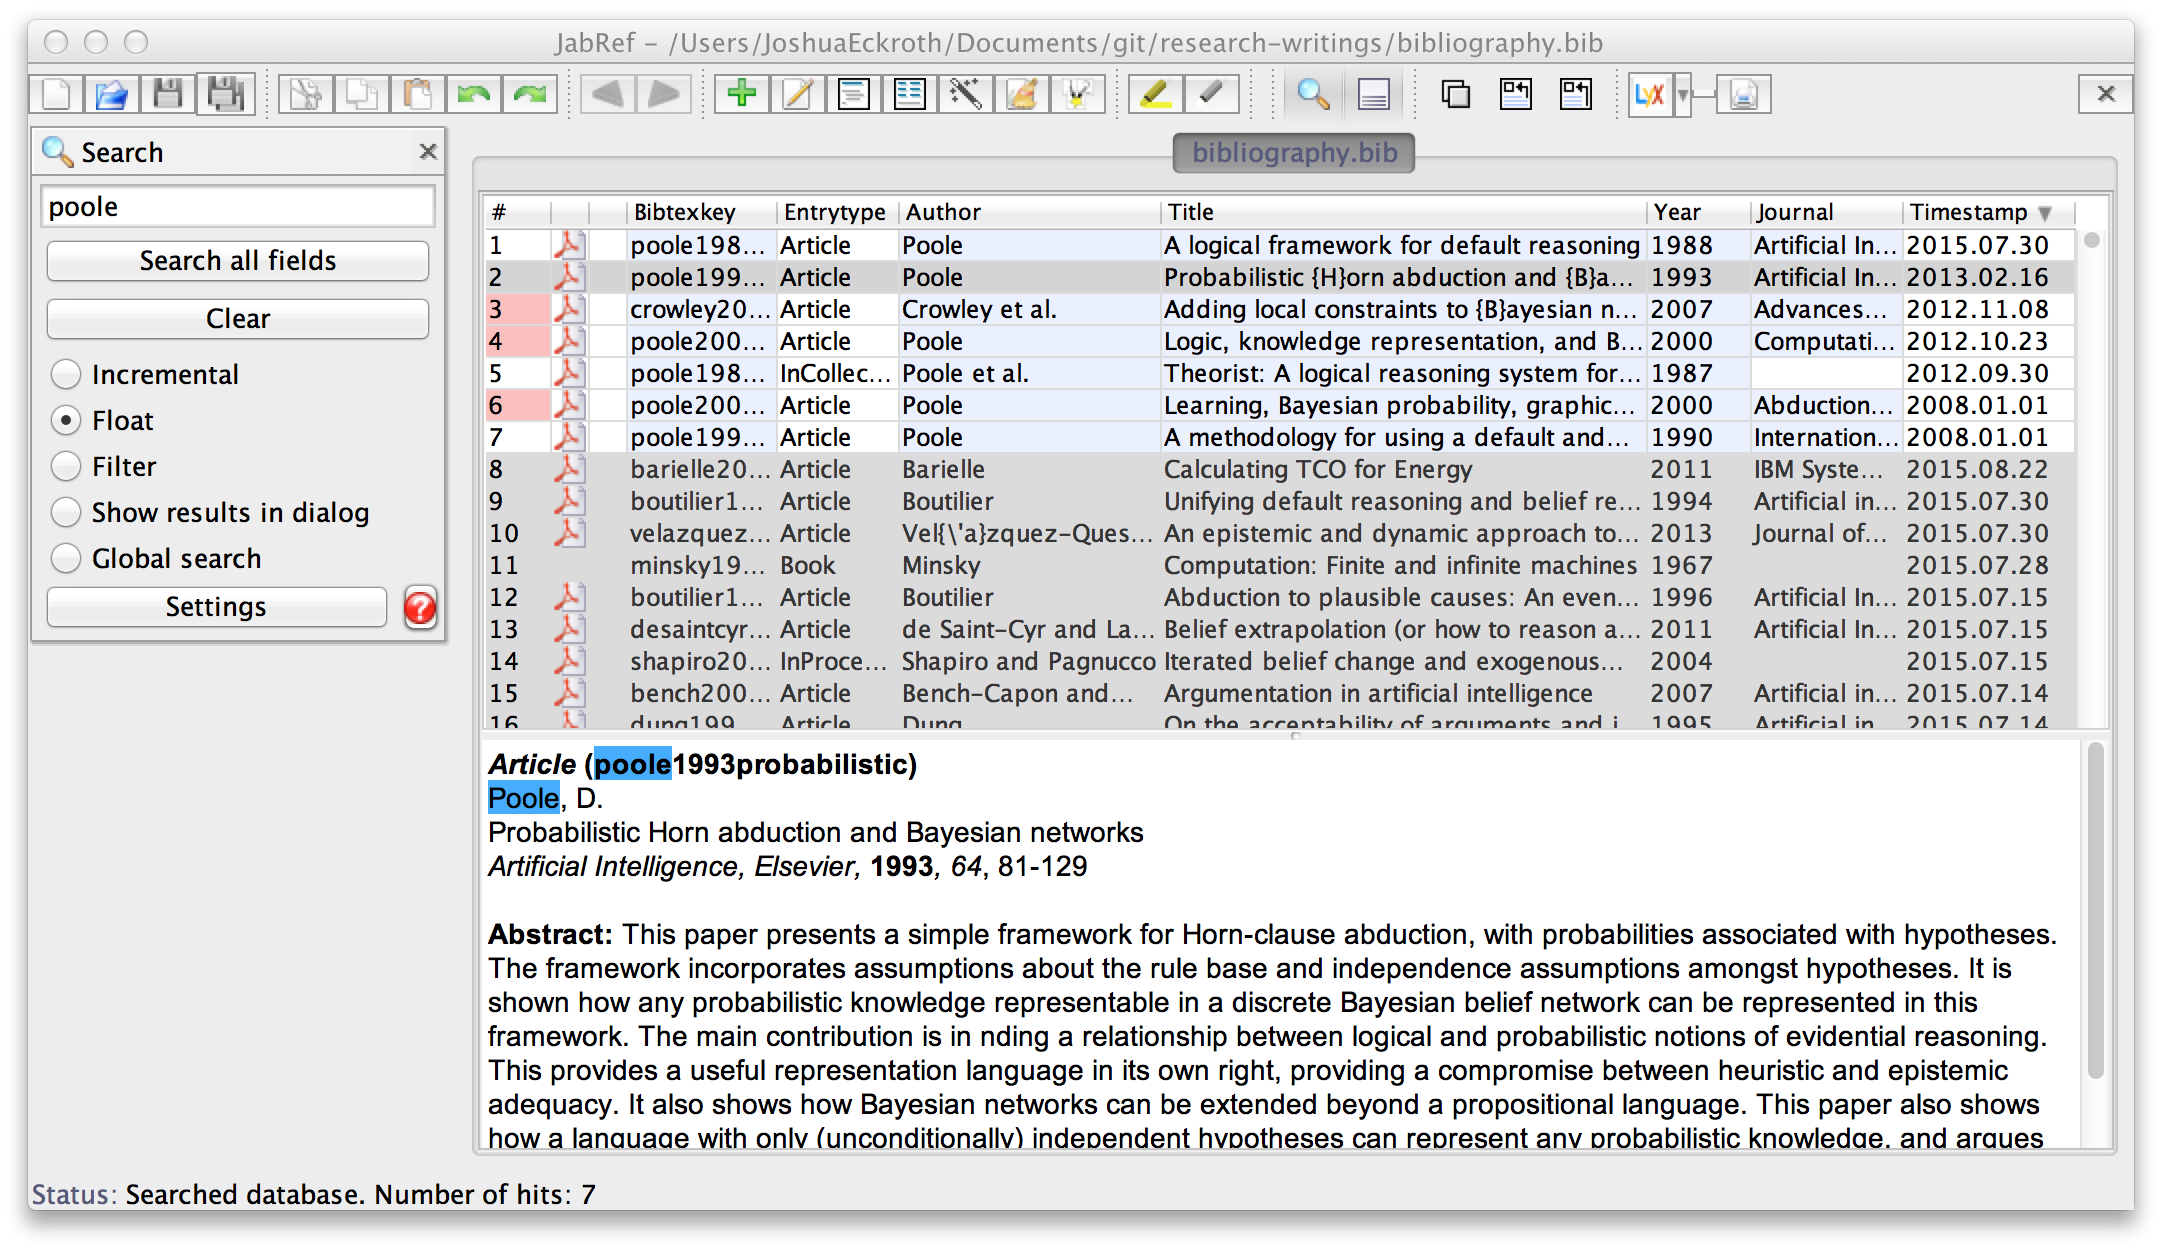 JabRef – /Users/JoshuaEckroth/Documents/git/research-writings/bibliography.bib
LyX
Search
poole
Search all fields
Clear
Incremental
Float
Filter
Show results in dialog
Global search
Settings
bibliography.bib
# Bibtexkey Entrytype Author Title Year Journal Timestamp
1 poole198... Article Poole A logical framework for default reasoning 1988 Artificial In... 2015.07.30
2 poole199... Article Poole Probabilistic {H}orn abduction and {B}a... 1993 Artificial In... 2013.02.16
3 crowley20... Article Crowley et al. Adding local constraints to {B}ayesian n... 2007 Advances... 2012.11.08
4 poole200... Article Poole Logic, knowledge representation, and B... 2000 Computati... 2012.10.23
5 poole198... InCollec... Poole et al. Theorist: A logical reasoning system for... 1987 2012.09.30
6 poole200... Article Poole Learning, Bayesian probability, graphic... 2000 Abduction... 2008.01.01
7 poole199... Article Poole A methodology for using a default and... 1990 Internation... 2008.01.01
8 barielle20... Article Barielle Calculating TCO for Energy 2011 IBM Syste... 2015.08.22
9 boutilier1... Article Boutilier Unifying default reasoning and belief re... 1994 Artificial in... 2015.07.30
10 velazquez... Article Vel{\'a}zquez-Ques... An epistemic and dynamic approach to... 2013 Journal of... 2015.07.30
11 minsky19... Book Minsky Computation: Finite and infinite machines 1967 2015.07.28
12 boutilier1... Article Boutilier Abduction to plausible causes: An even... 1996 Artificial In... 2015.07.15
13 desaintcyr... Article de Saint-Cyr and La... Belief extrapolation (or how to reason a... 2011 Artificial In... 2015.07.15
14 shapiro20... InProce... Shapiro and Pagnucco Iterated belief change and exogenous... 2004 2015.07.15
15 bench200... Article Bench-Capon and... Argumentation in artificial intelligence 2007 Artificial in... 2015.07.14
16 dung199... Article Dung On the acceptability of arguments and i... 1995 Artificial in... 2015.07.14
Article (poole1993probabilistic)
Poole, D.
Probabilistic Horn abduction and Bayesian networks
Artificial Intelligence, Elsevier, 1993, 64, 81-129
Abstract: This paper presents a simple framework for Horn-clause abduction, with probabilities associated with hypotheses.
The framework incorporates assumptions about the rule base and independence assumptions amongst hypotheses. It is
shown how any probabilistic knowledge representable in a discrete Bayesian belief network can be represented in this
framework. The main contribution is in nding a relationship between logical and probabilistic notions of evidential reasoning.
This provides a useful representation language in its own right, providing a compromise between heuristic and epistemic
adequacy. It also shows how Bayesian networks can be extended beyond a propositional language. This paper also shows
how a language with only (unconditionally) independent hypotheses can represent any probabilistic knowledge, and argues
Status: Searched database. Number of hits: 7